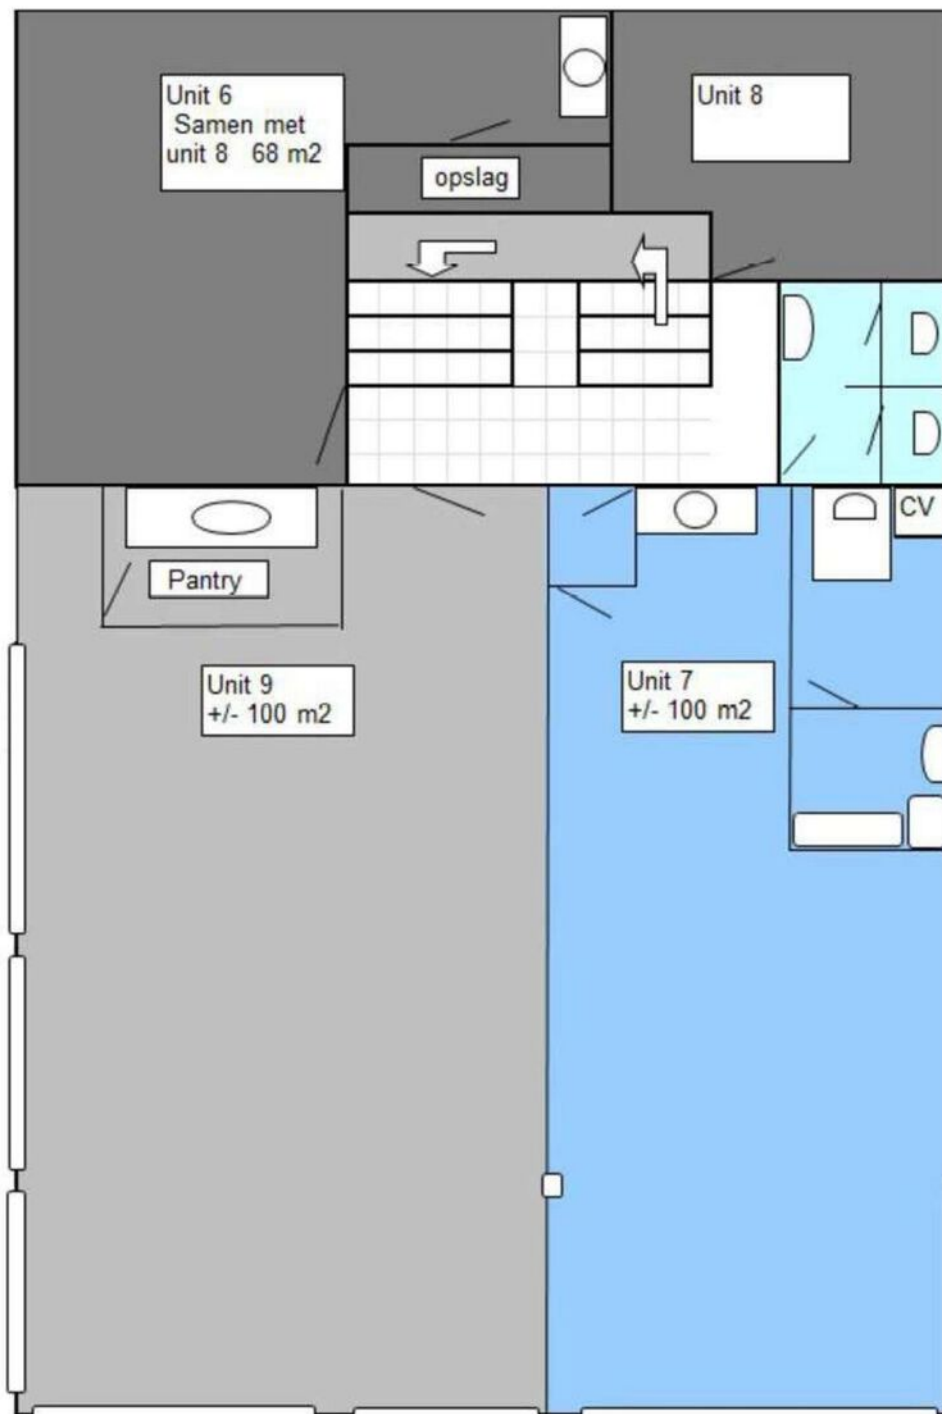 Unit 6
Samen met
unit 8 68 m2
Unit 8
opslag
CV
Pantry
Unit 9
+/- 100 m2
Unit 7
+/- 100 m2